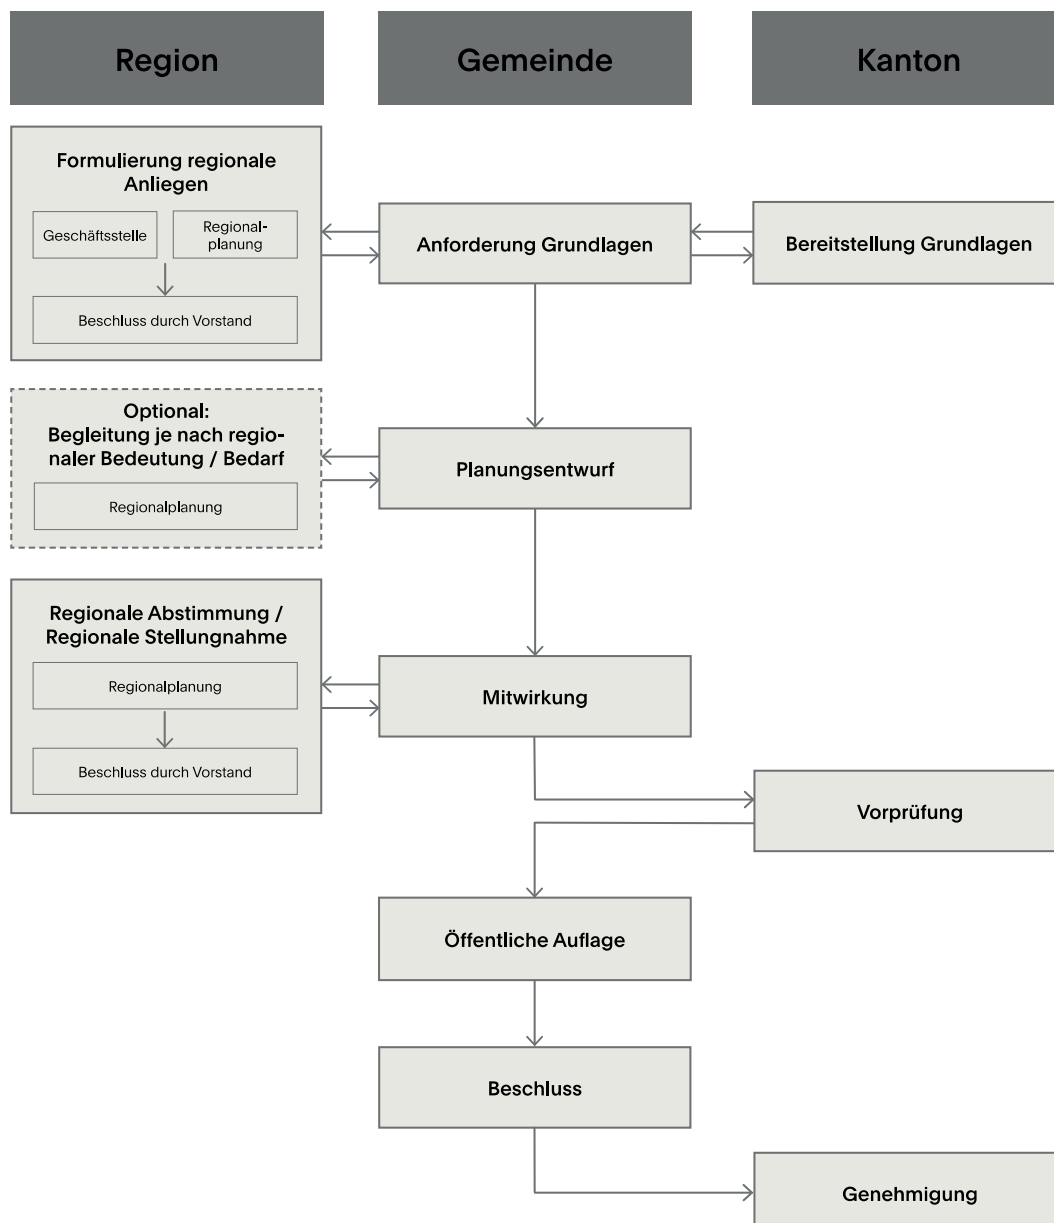 Region
Gemeinde
Kanton
Formulierung regionale
Anliegen
Geschäftsstelle
Regional-
planung
Beschluss durch Vorstand
Anforderung Grundlagen
Bereitstellung Grundlagen
Optional:
Begleitung je nach regio-
naler Bedeutung / Bedarf
Regionalplanung
Planungsentwurf
Regionale Abstimmung /
Regionale Stellungnahme
Regionalplanung
Beschluss durch Vorstand
Mitwirkung
Vorprüfung
Öffentliche Auflage
Beschluss
Genehmigung